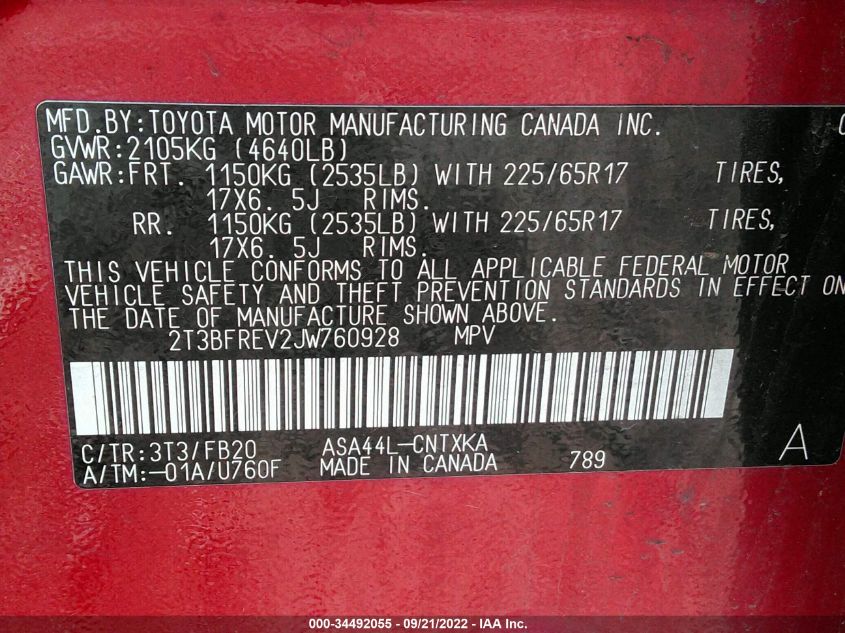 MFD.BY:TOYOTA MOTOR MANUFACTURING CANADA INC.
GVWR:2105KG (4640LB)
GAWR:FRT. 1150KG (2535LB) WITH 225/65R17 TIRES,
17X6. 5J RIMS.
RR. 1150KG (2535LB) WITH 225/65R17 TIRES,
17X6. 5J RIMS.
THIS VEHICLE CONFORMS TO ALL APPLICABLE FEDERAL MOTOR
VEHICLE SAFETY AND THEFT PREVENTION STANDARDS IN EFFECT ON
THE DATE OF MANUFACTURE SHOWN ABOVE.
2T3BFREV2JW760928 MPV
C/TR:3T3/FB20 ASA44L-CNTXKA
A/TM:-01A/U760F MADE IN CANADA 789 A
000-34492055 - 09/21/2022 - IAA Inc.